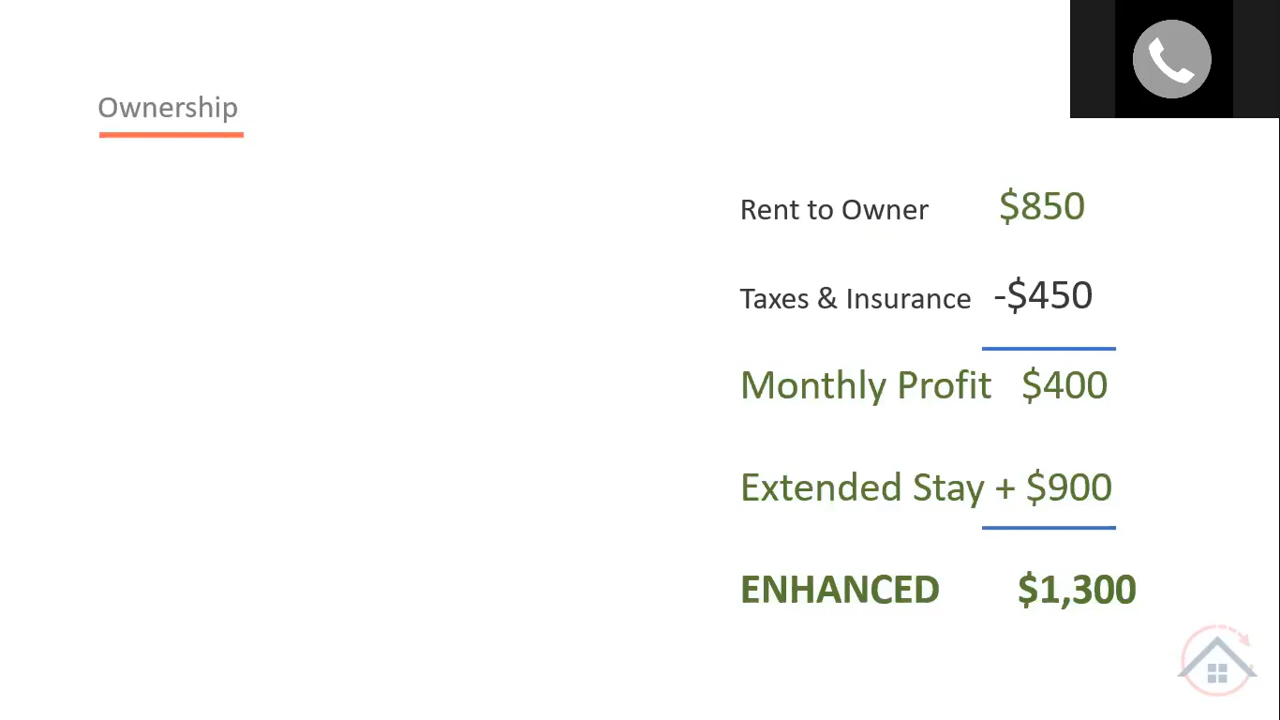 Ownership
Rent to Owner $850
Taxes & Insurance -$450
Monthly Profit $400
Extended Stay + $900
ENHANCED $1,300